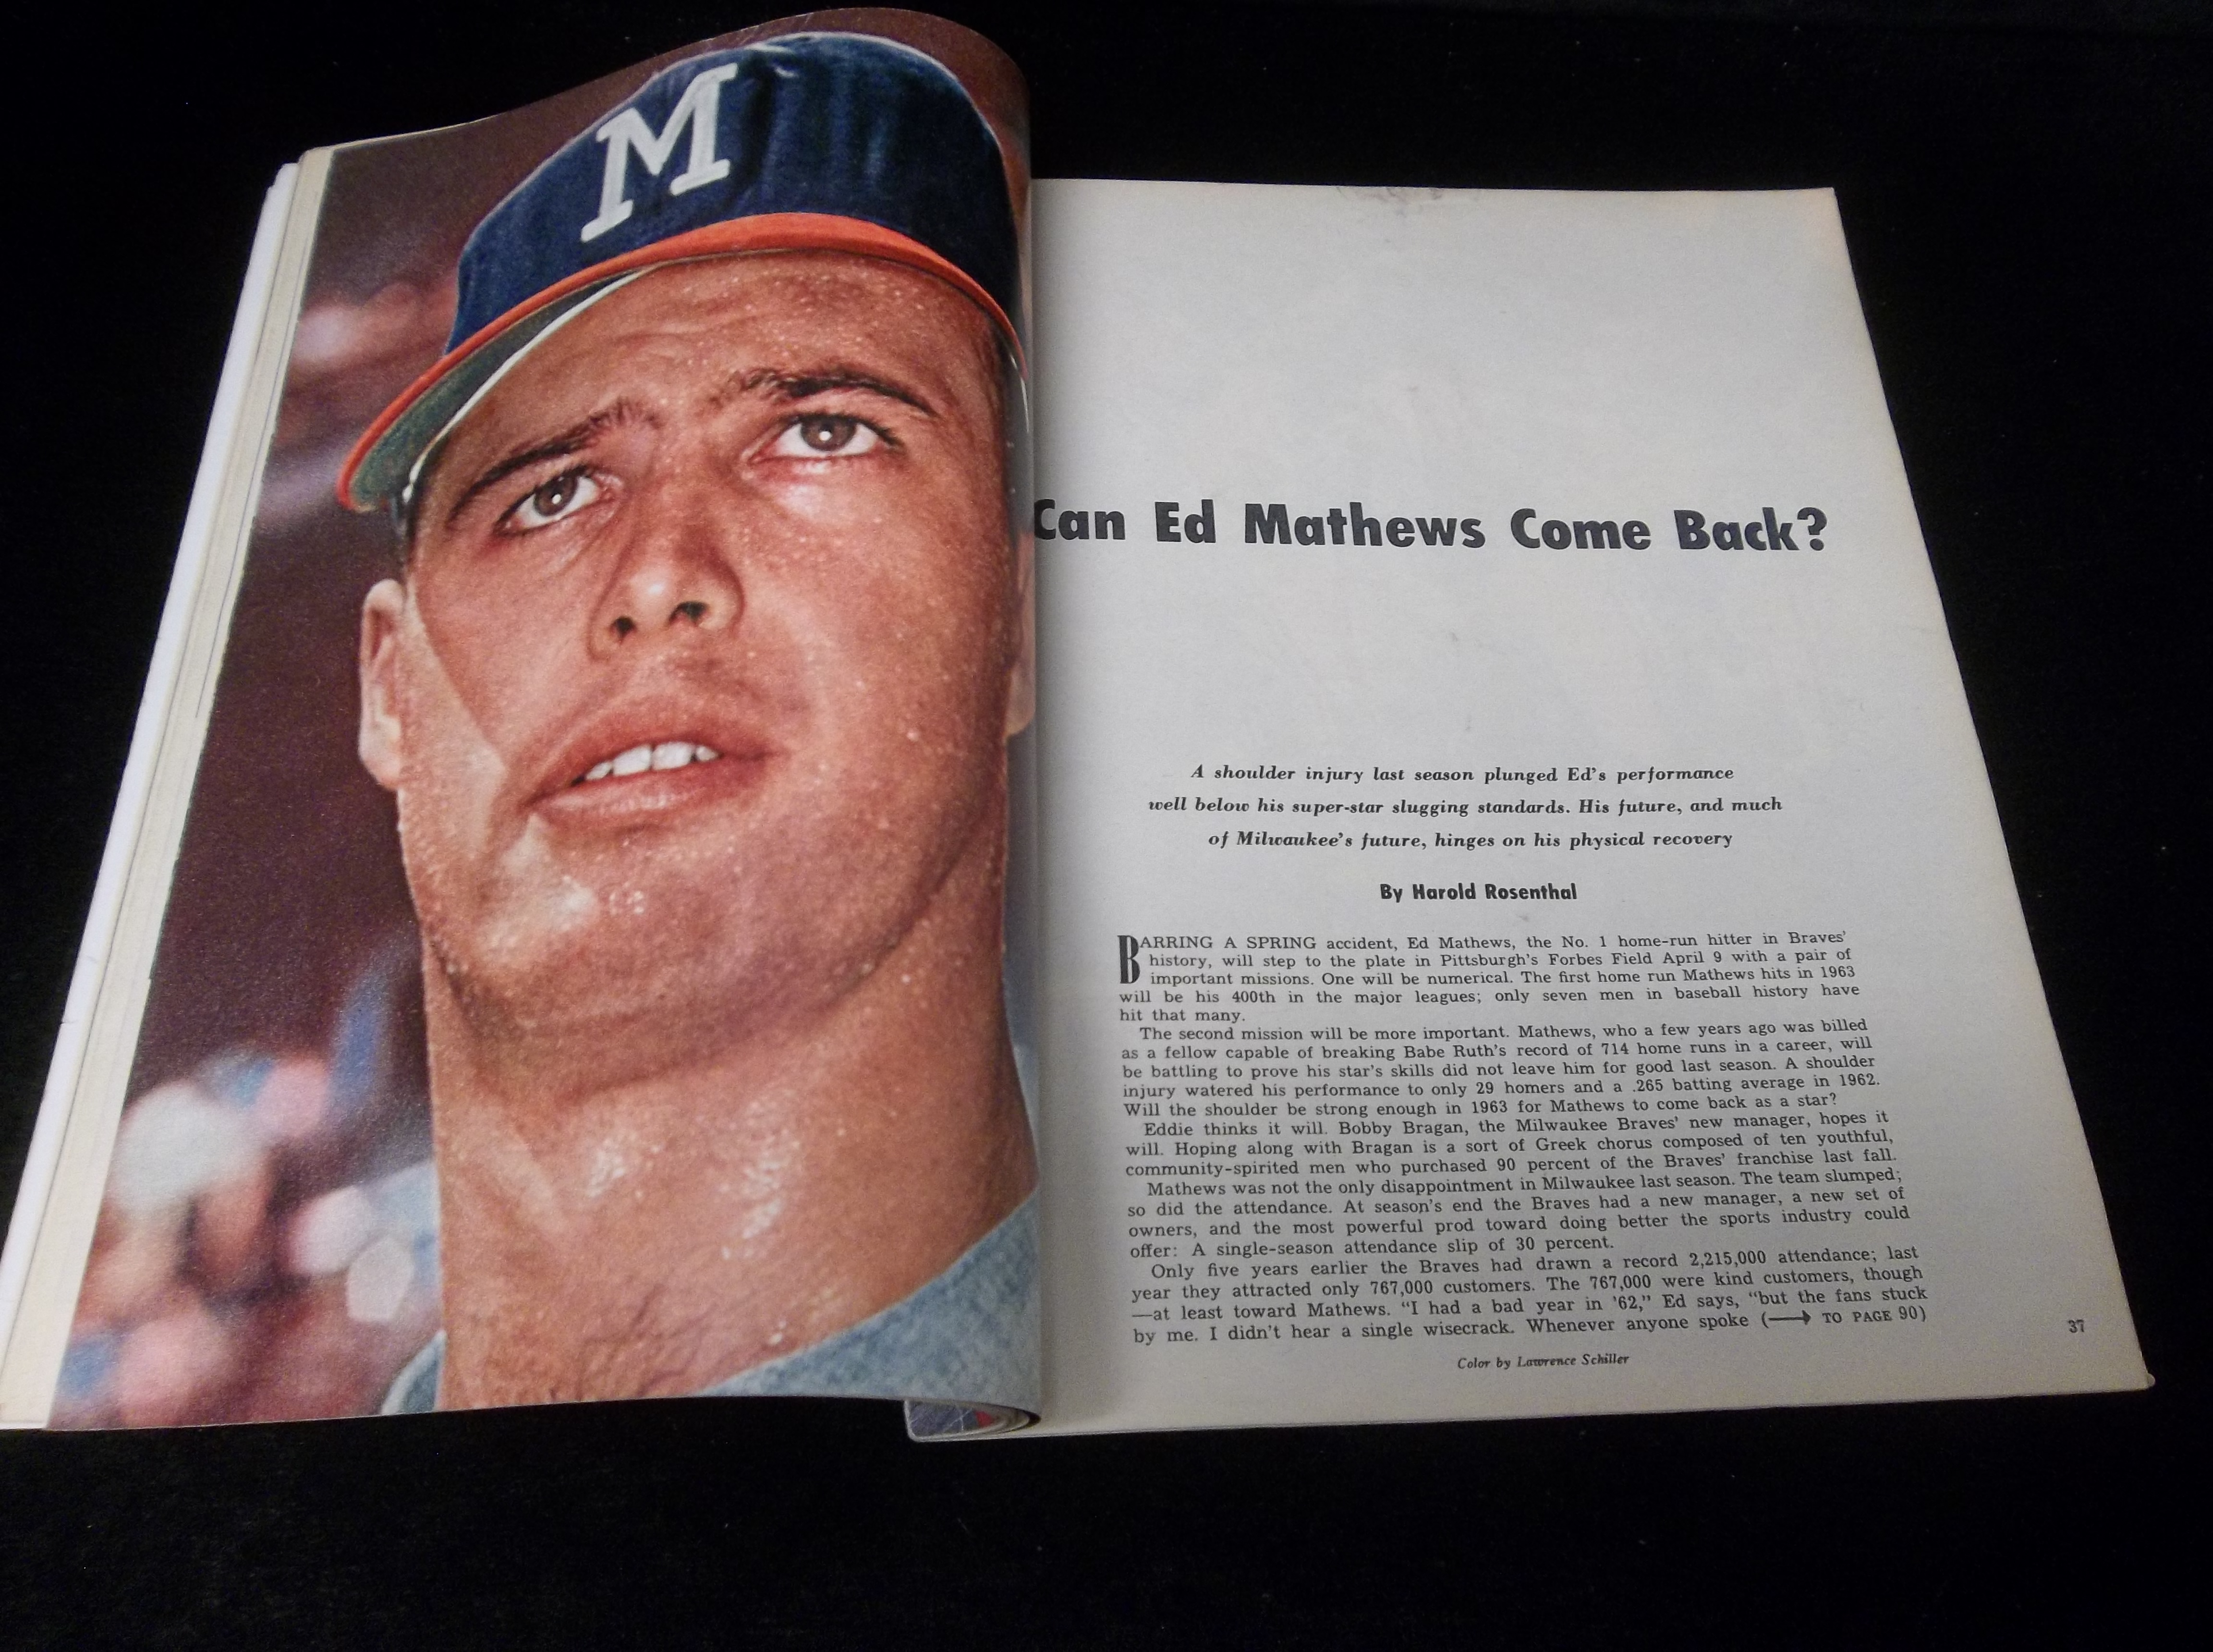 M
Can Ed Mathews Come Back?
A shoulder injury last season plunged Ed's performance
well below his super-star slugging standards. His future, and much
of Milwaukee's future, hinges on his physical recovery
By Harold Rosenthal
BARRING A SPRING accident, Ed Mathews, the No. 1 home-run hitter in Braves'
history, will step to the plate in Pittsburgh's Forbes Field April 9 with a pair of
important missions. One will be numerical. The first home run Mathews hits in 1963
will be his 400th in the major leagues; only seven men in baseball history have
hit that many.
The second mission will be more important. Mathews, who a few years ago was billed
as a fellow capable of breaking Babe Ruth's record of 714 home runs in a career, will
be battling to prove his star's skills did not leave him for good last season. A shoulder
injury watered his performance to only 29 homers and a .265 batting average in 1962.
Will the shoulder be strong enough in 1963 for Mathews to come back as a star?
Eddie thinks it will. Bobby Bragan, the Milwaukee Braves' new manager, hopes it
will. Hoping along with Bragan is a sort of Greek chorus composed of ten youthful,
community-spirited men who purchased 90 percent of the Braves' franchise last fall.
Mathews was not the only disappointment in Milwaukee last season. The team slumped;
so did the attendance. At season's end the Braves had a new manager, a new set of
owners, and the most powerful prod toward doing better the sports industry could
offer: A single-season attendance slip of 30 percent.
Only five years earlier the Braves had drawn a record 2,215,000 attendance; last
year they attracted only 767,000 customers. The 767,000 were kind customers, though
—at least toward Mathews. "I had a bad year in '62," Ed says, "but the fans stuck
by me. I didn't hear a single wisecrack. Whenever anyone spoke (⟶ TO PAGE 90)
Color by Lawrence Schiller
37